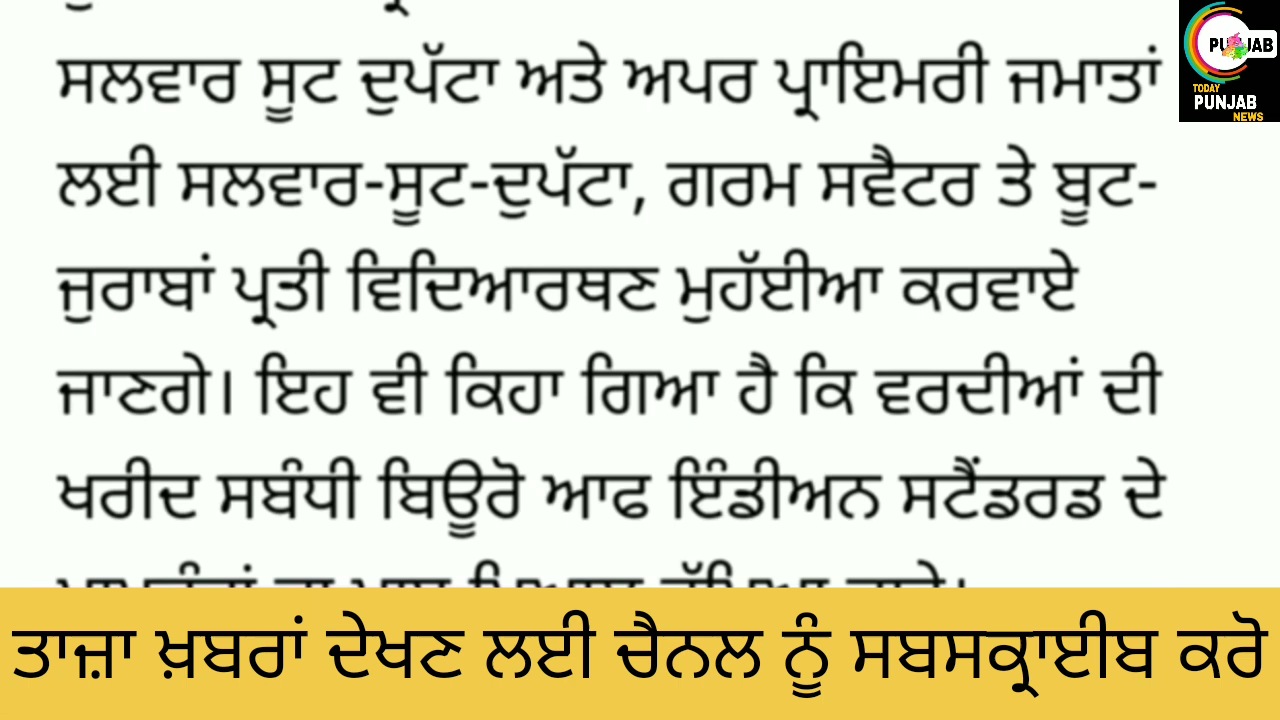 ਸਲਵਾਰ ਸੂਟ ਦੁਪੱਟਾ ਅਤੇ ਅਪਰ ਪ੍ਰਾਇਮਰੀ ਜਮਾਤਾਂ
ਲਈ ਸਲਵਾਰ-ਸੂਟ-ਦੁਪੱਟਾ, ਗਰਮ ਸਵੈਟਰ ਤੇ ਬੂਟ-
ਜੁਰਾਬਾਂ ਪ੍ਰਤੀ ਵਿਦਿਆਰਥਣ ਮੁਹੱਈਆ ਕਰਵਾਏ
ਜਾਣਗੇ। ਇਹ ਵੀ ਕਿਹਾ ਗਿਆ ਹੈ ਕਿ ਵਰਦੀਆਂ ਦੀ
ਖਰੀਦ ਸਬੰਧੀ ਬਿਊਰੋ ਆਫ ਇੰਡੀਅਨ ਸਟੈਂਡਰਡ ਦੇ
ਤਾਜ਼ਾ ਖ਼ਬਰਾਂ ਦੇਖਣ ਲਈ ਚੈਨਲ ਨੂੰ ਸਬਸਕ੍ਰਾਈਬ ਕਰੋ
PUNJAB
TODAY
PUNJAB
NEWS